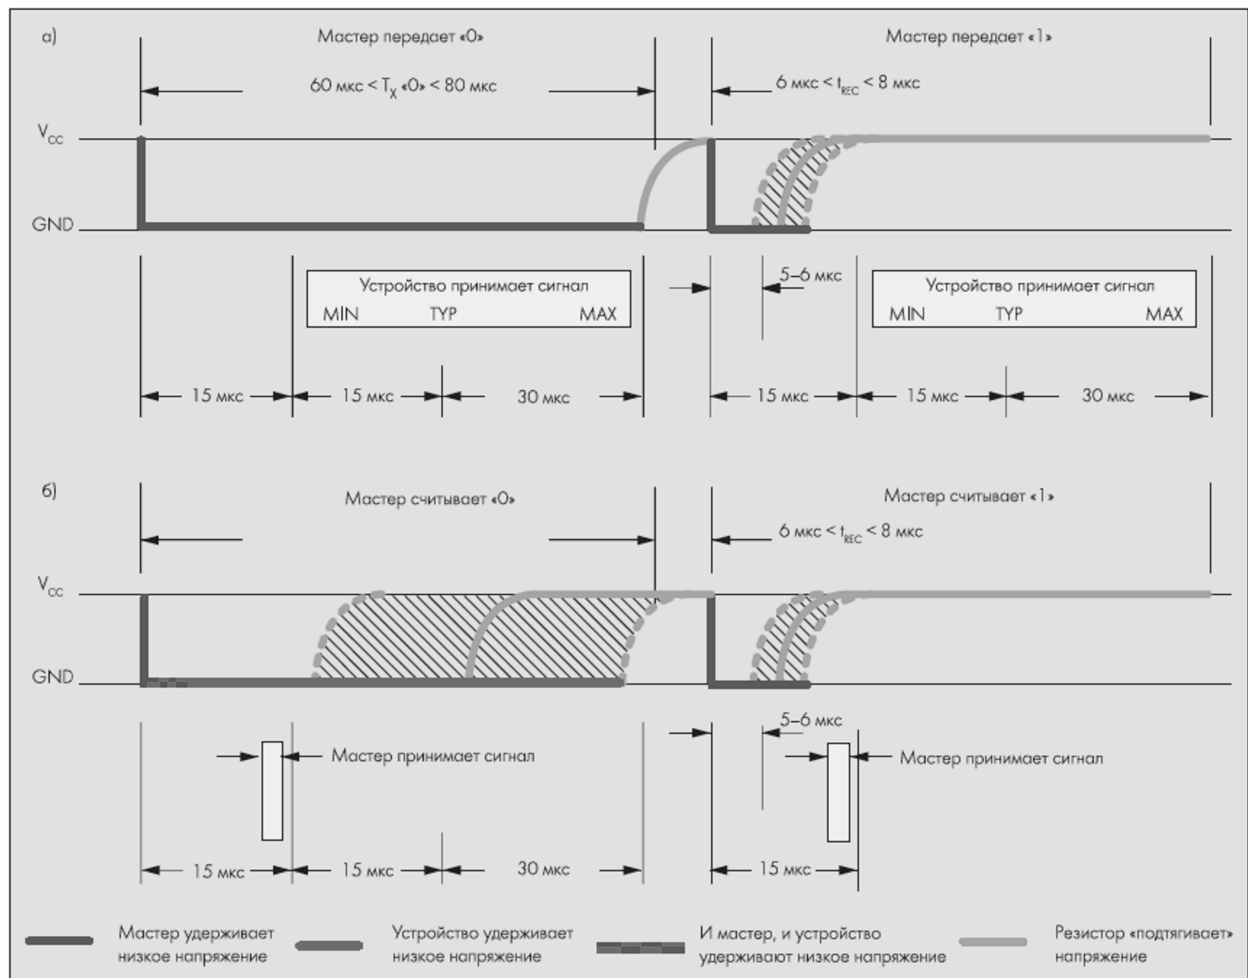 а)
Мастер передает «0»
Мастер передает «1»
60 мкс < TX «0» < 80 мкс
6 мкс < tREC < 8 мкс
VCC
GND
Устройство принимает сигнал
MIN TYP MAX
5–6 мкс
Устройство принимает сигнал
MIN TYP MAX
15 мкс 15 мкс 30 мкс 15 мкс 15 мкс 30 мкс
б)
Мастер считывает «0»
Мастер считывает «1»
6 мкс < tREC < 8 мкс
VCC
GND
5–6 мкс
Мастер принимает сигнал
Мастер принимает сигнал
15 мкс 15 мкс 30 мкс 15 мкс
Мастер удерживает
низкое напряжение
Устройство удерживает
низкое напряжение
И мастер, и устройство
удерживают низкое напряжение
Резистор «подтягивает»
напряжение